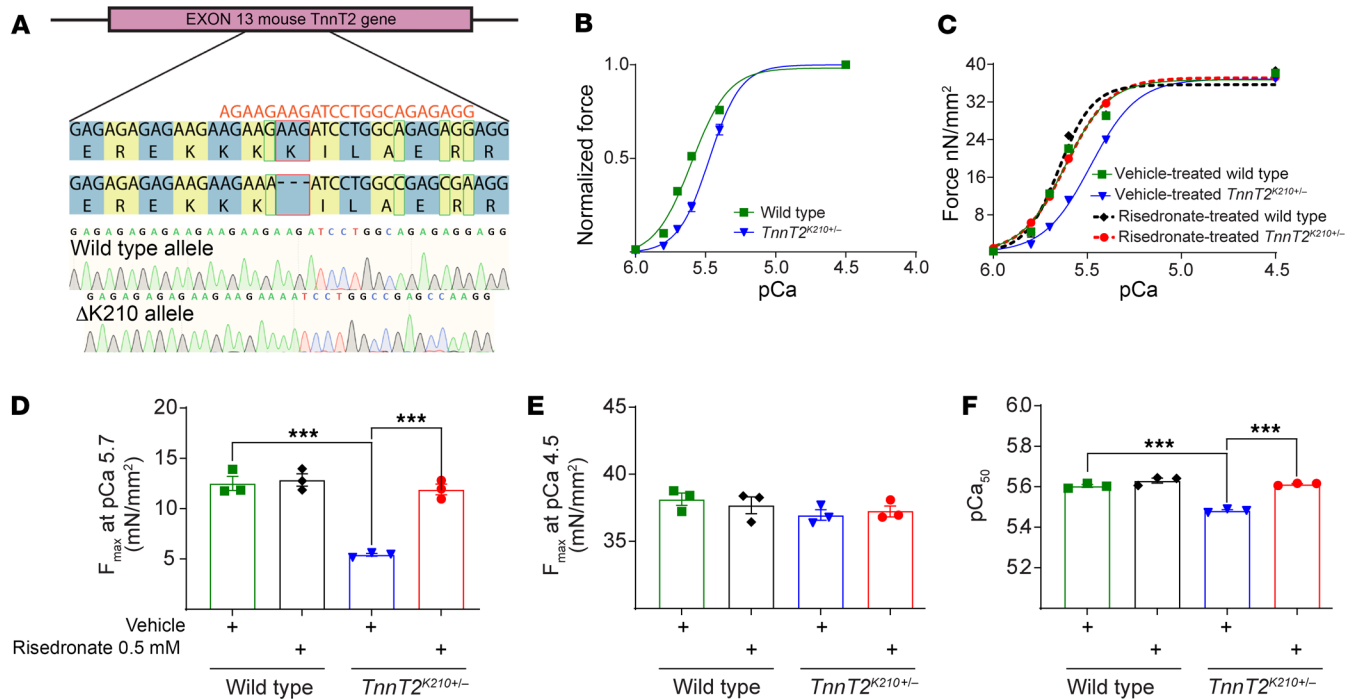 A
EXON 13 mouse TnnT2 gene
AGAAGAAGATCCTGGCAGAGAGG
GAGAGAGAGAAGAAGAAGAAGATCCTGGCAGAGAGGAGG
E R E K K K K I L A E R R
GAGAGAGAGAAGAAGAAA---ATCCTGGCCGAGCGAAGG
E R E K K K I L A E R R
GAGAGAGAGAAGAAGAAGAAGATCCTGGCAGAGAGGAGG
Wild type allele
GAGAGAGAGAAGAAGAAAATCCTGGCCGAGCCAAGG
ΔK210 allele
B
Normalized force
1.0
0.5
0.0
6.0 5.5 5.0 4.5 4.0
pCa
Wild type
TnnT2K210+/–
C
Force nN/mm2
40
32
24
16
8
0
6.0 5.5 5.0 4.5
pCa
Vehicle-treated wild type
Vehicle-treated TnnT2K210+/–
Risedronate-treated wild type
Risedronate-treated TnnT2K210+/–
D
Fmax at pCa 5.7
(mN/mm2)
20
15
10
5
*** ***
Vehicle + +
Risedronate 0.5 mM + +
Wild type TnnT2K210+/–
E
Fmax at pCa 4.5
(mN/mm2)
45
40
35
+ +
+ +
Wild type TnnT2K210+/–
F
pCa50
6.0
5.8
5.6
5.4
5.2
*** ***
+ +
+ +
Wild type TnnT2K210+/–